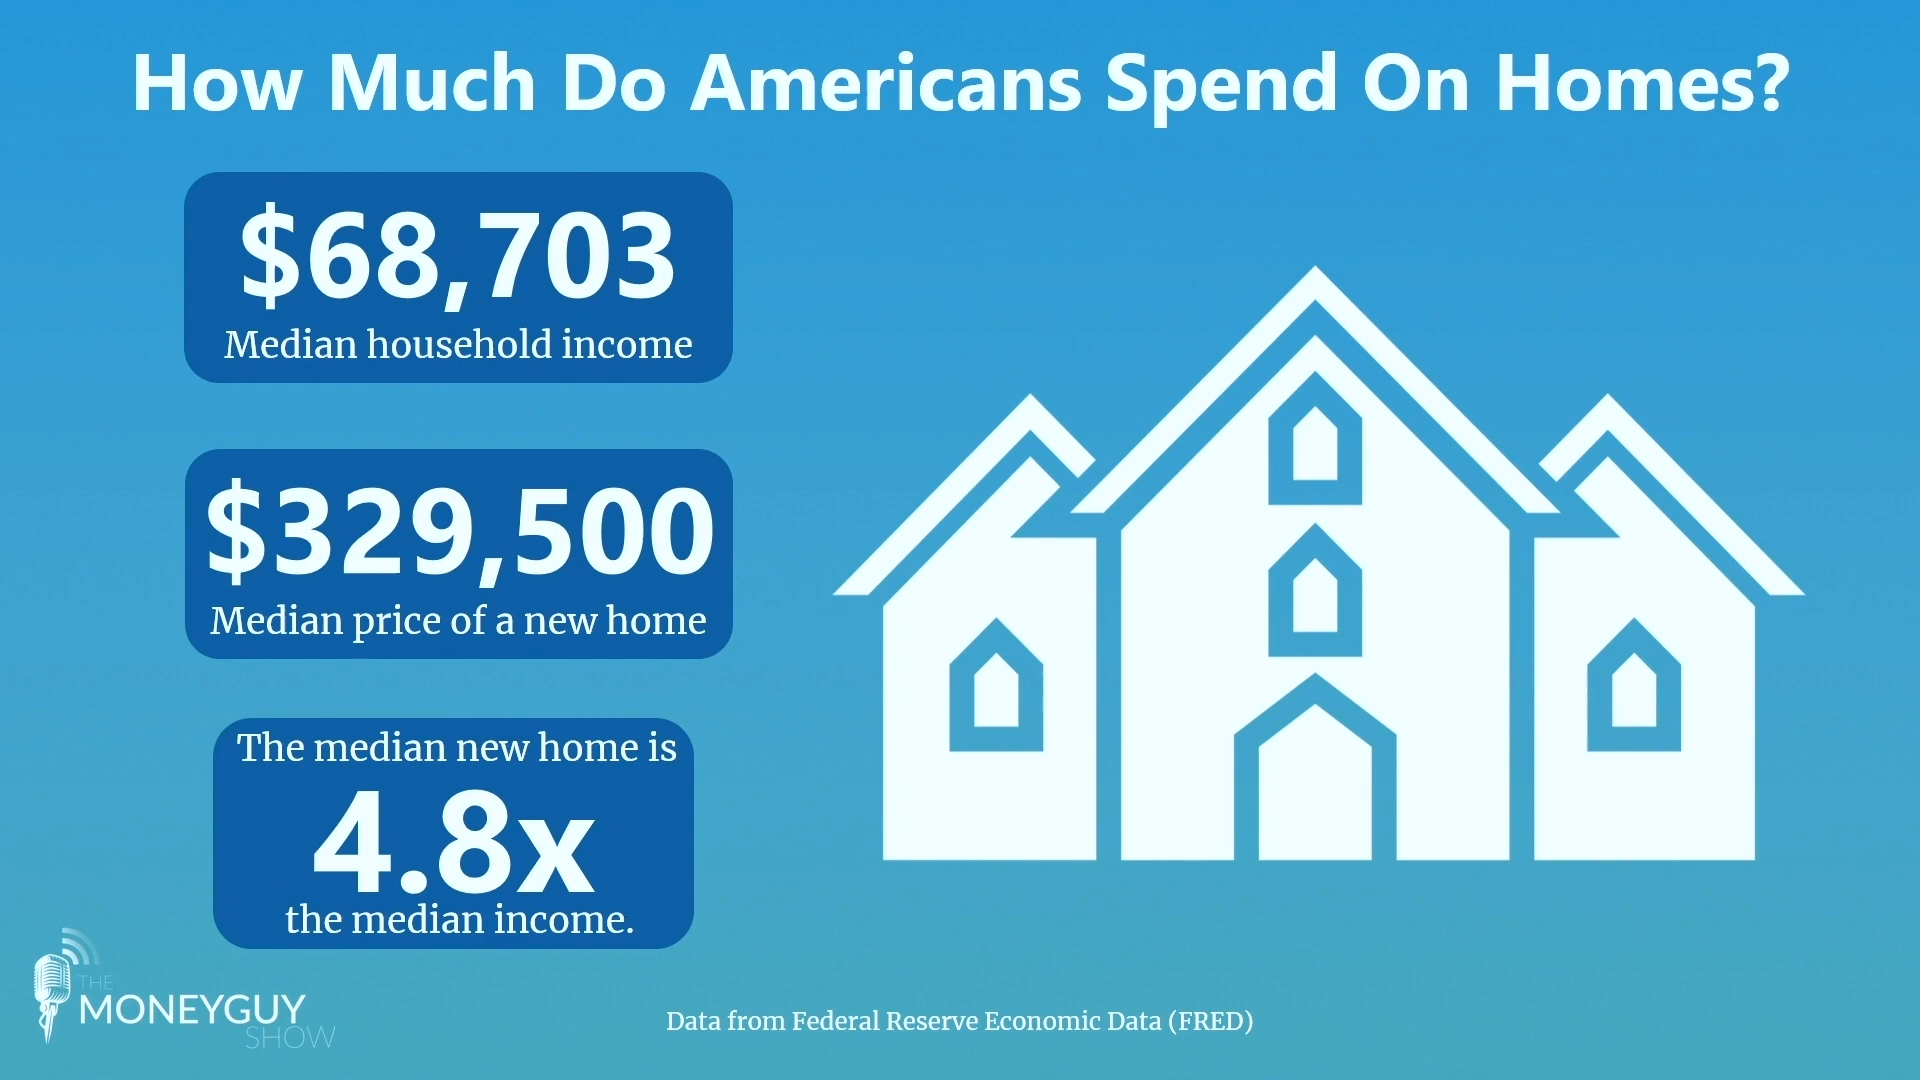 How Much Do Americans Spend On Homes?
$68,703
Median household income
$329,500
Median price of a new home
The median new home is
4.8x
the median income.
THE
MONEYGUY
SHOW
Data from Federal Reserve Economic Data (FRED)